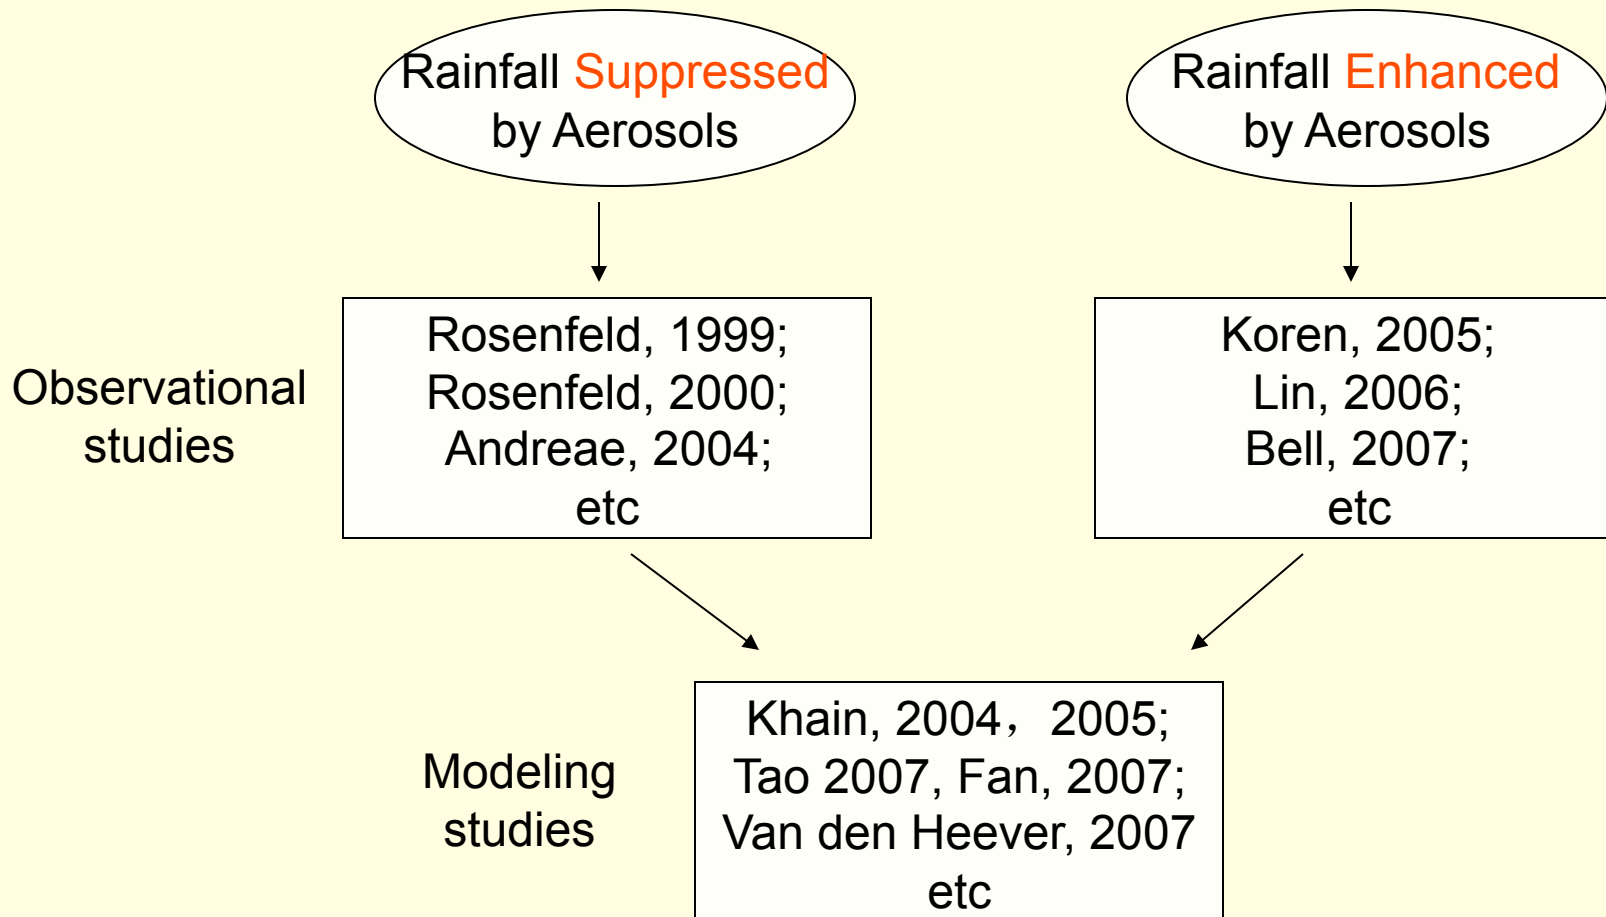 Rainfall Suppressed
by Aerosols
Rainfall Enhanced
by Aerosols
Observational
studies
Rosenfeld, 1999;
Rosenfeld, 2000;
Andreae, 2004;
etc
Koren, 2005;
Lin, 2006;
Bell, 2007;
etc
Modeling
studies
Khain, 2004，2005;
Tao 2007, Fan, 2007;
Van den Heever, 2007
etc